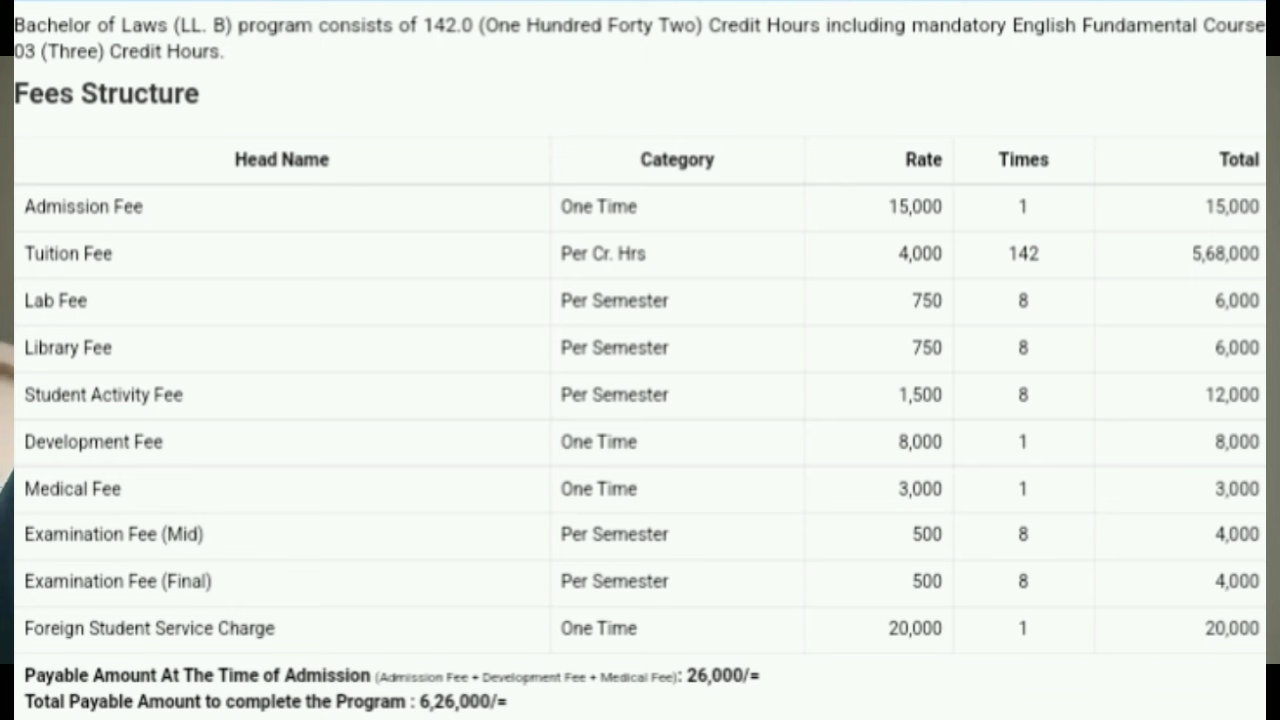 Bachelor of Laws (LL. B) program consists of 142.0 (One Hundred Forty Two) Credit Hours including mandatory English Fundamental Course
03 (Three) Credit Hours.
Fees Structure
Head Name Category Rate Times Total
Admission Fee One Time 15,000 1 15,000
Tuition Fee Per Cr. Hrs 4,000 142 5,68,000
Lab Fee Per Semester 750 8 6,000
Library Fee Per Semester 750 8 6,000
Student Activity Fee Per Semester 1,500 8 12,000
Development Fee One Time 8,000 1 8,000
Medical Fee One Time 3,000 1 3,000
Examination Fee (Mid) Per Semester 500 8 4,000
Examination Fee (Final) Per Semester 500 8 4,000
Foreign Student Service Charge One Time 20,000 1 20,000
Payable Amount At The Time of Admission (Admission Fee + Development Fee + Medical Fee): 26,000/=
Total Payable Amount to complete the Program : 6,26,000/=